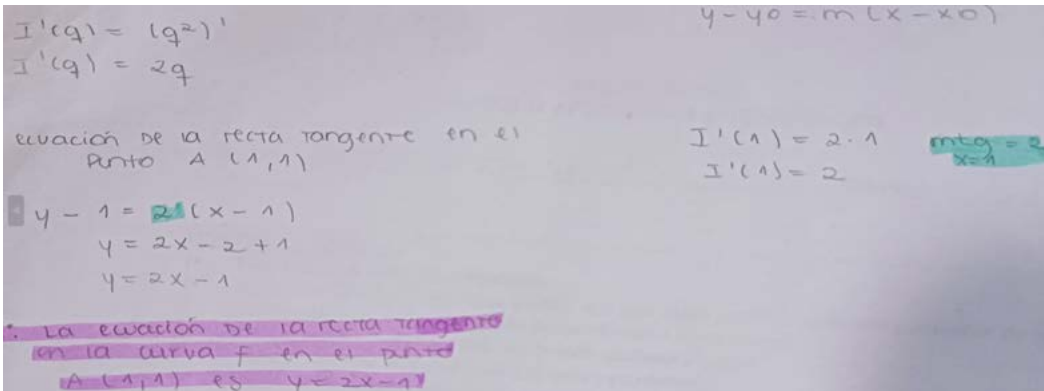 I'(q) = (q²)'
I'(q) = 2q
y - y0 = m (x - x0)
ecuación De la recta Tangente en el
Punto A (1,1)
I'(1) = 2.1
I'(1) = 2
mtg = 2
x=1
y - 1 = 2 (x - 1)
y = 2x - 2 + 1
y = 2x - 1
La ecuación De la recta Tangente
en la curva f en el punto
A (1,1) es y = 2x-1